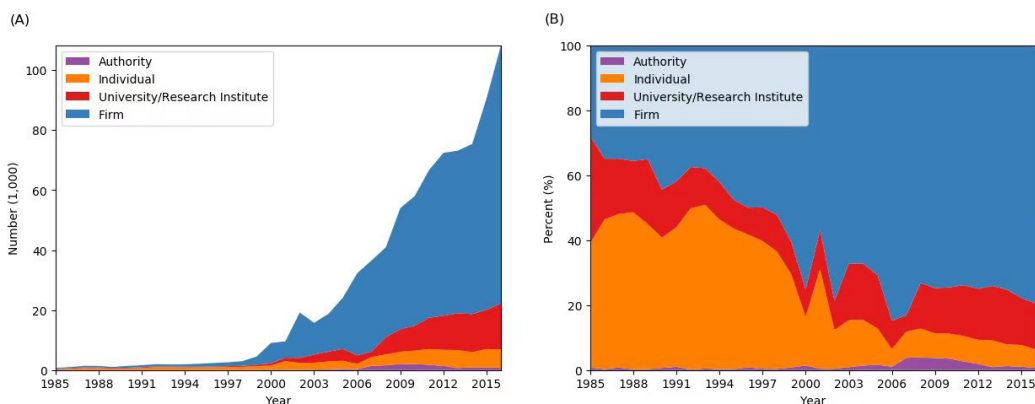 (A)
(B)
Authority
Individual
University/Research Institute
Firm
100
80
60
40
20
0
Number (1,000)
1985 1988 1991 1994 1997 2000 2003 2006 2009 2012 2015
Year
Authority
Individual
University/Research Institute
Firm
100
80
60
40
20
0
Percent (%)
1985 1988 1991 1994 1997 2000 2003 2006 2009 2012 2015
Year